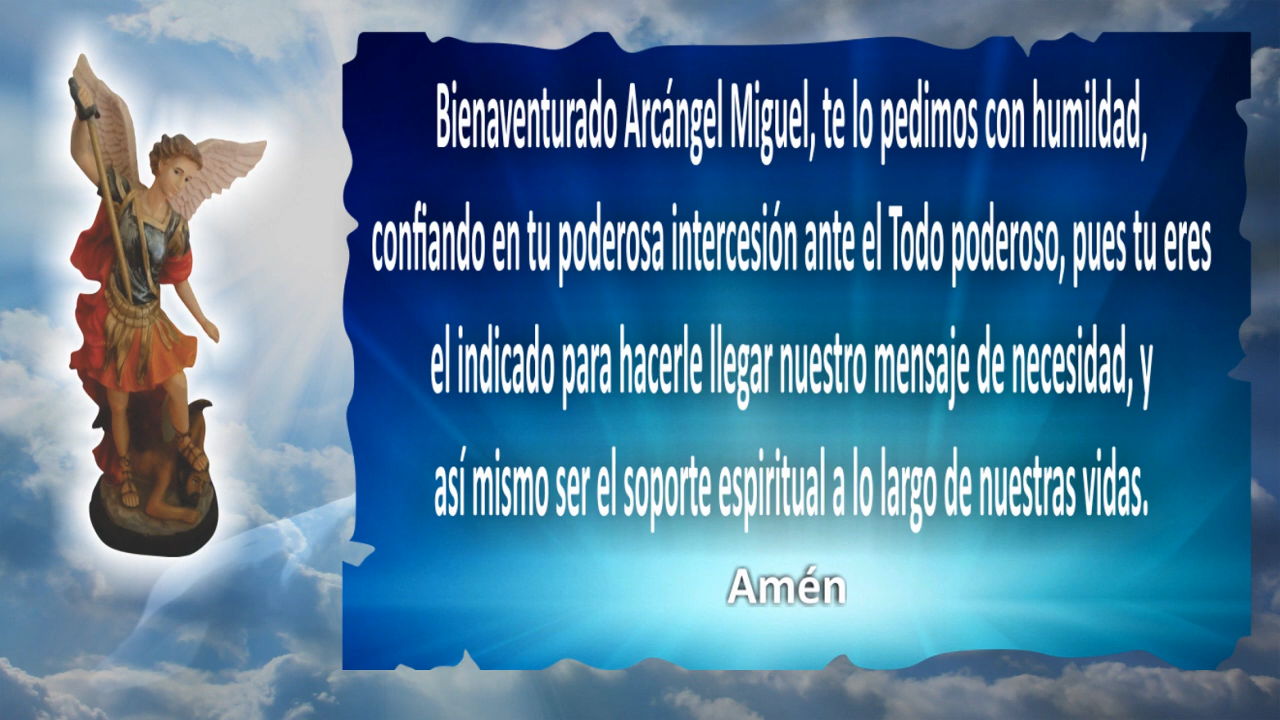 Bienaventurado Arcángel Miguel, te lo pedimos con humildad,
confiando en tu poderosa intercesión ante el Todo poderoso, pues tu eres
el indicado para hacerle llegar nuestro mensaje de necesidad, y
así mismo ser el soporte espiritual a lo largo de nuestras vidas.
Amén